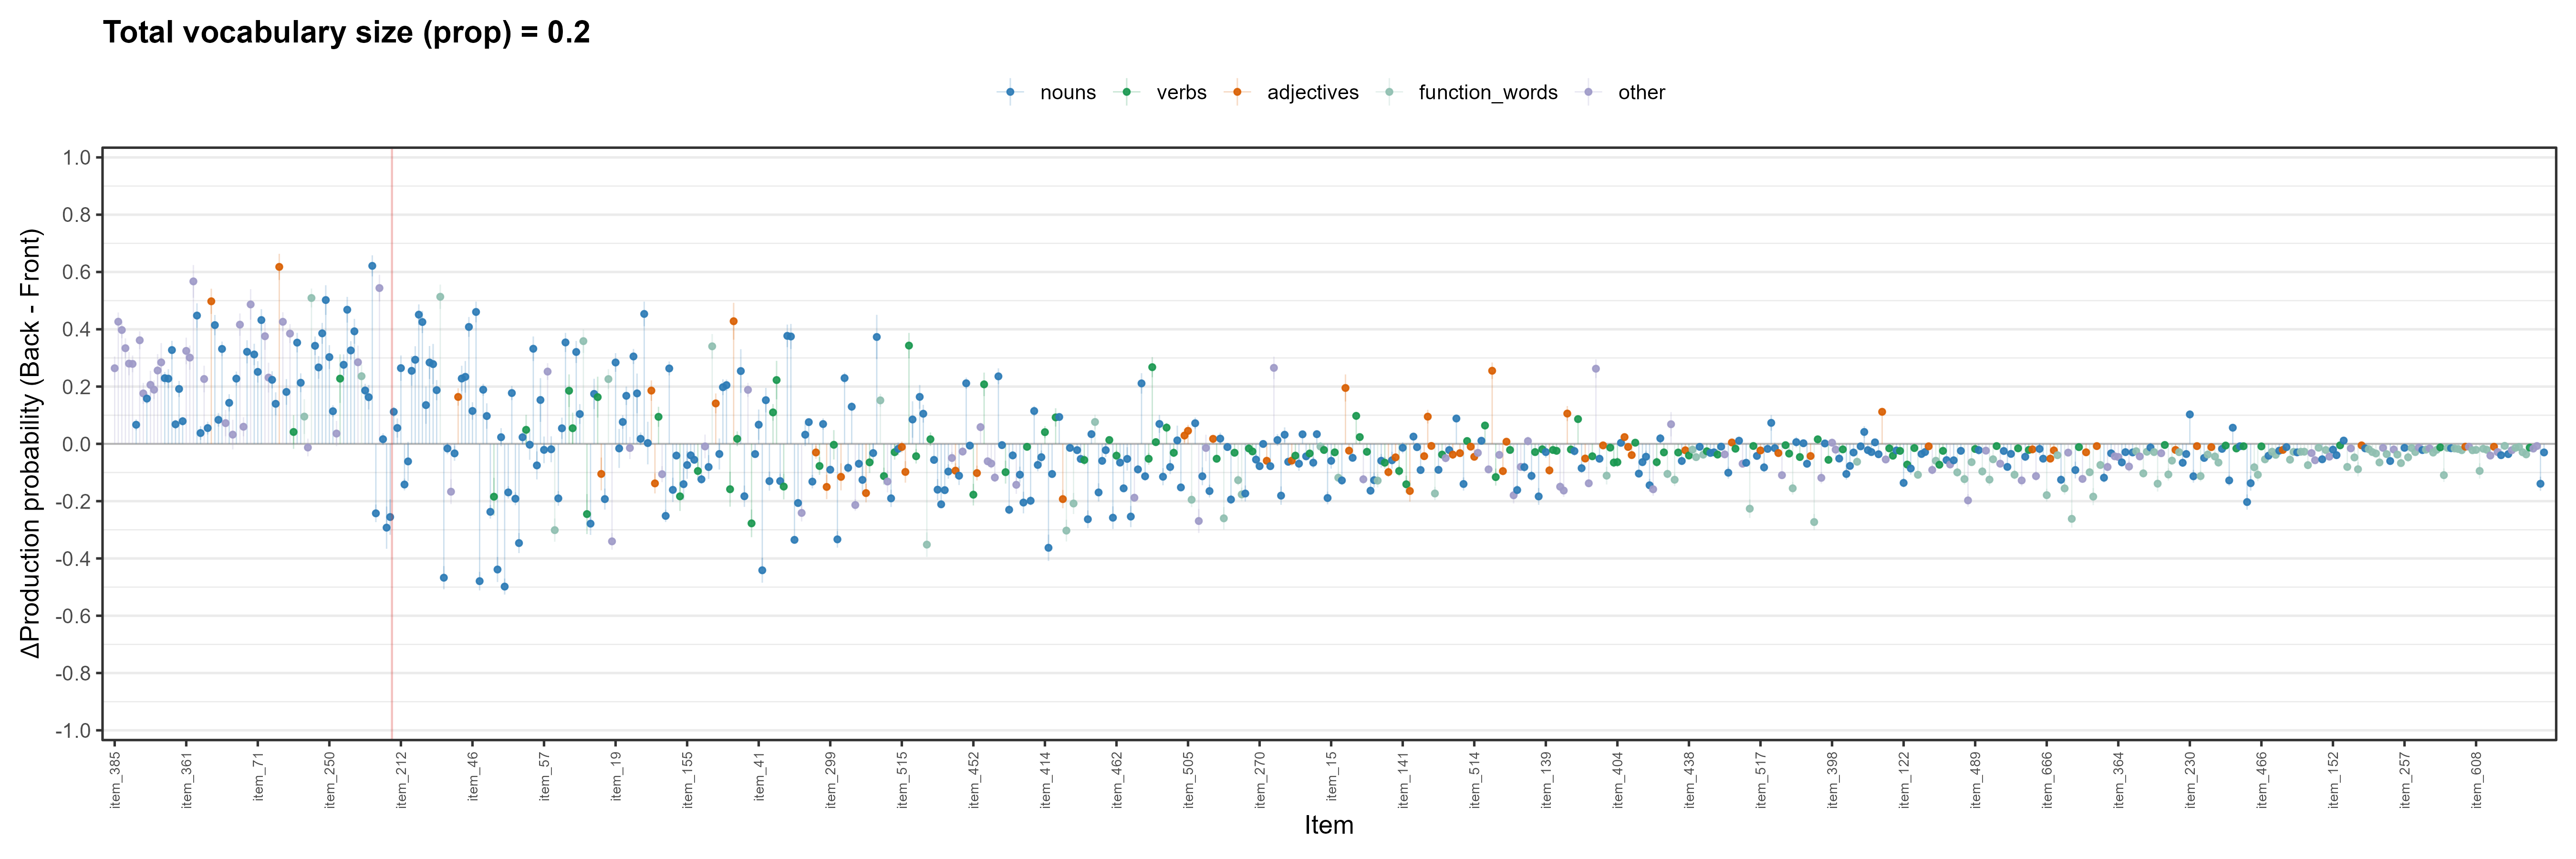 Total vocabulary size (prop) = 0.2
nouns verbs adjectives function_words other
ΔProduction probability (Back - Front)
1.0
0.8
0.6
0.4
0.2
0.0
-0.2
-0.4
-0.6
-0.8
-1.0
item_385 item_361 item_71 item_250 item_212 item_46 item_57 item_19 item_155 item_41 item_299 item_515 item_452 item_414 item_462 item_505 item_270 item_15 item_141 item_514 item_139 item_404 item_438 item_517 item_398 item_122 item_489 item_666 item_364 item_230 item_466 item_152 item_257 item_608
Item